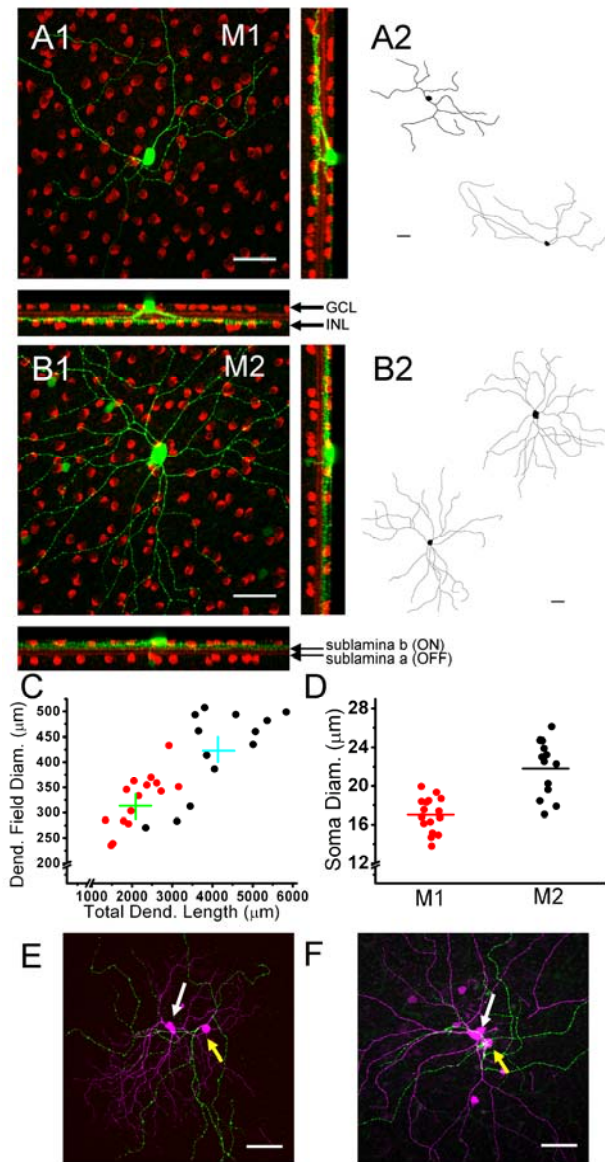 A1 M1 A2
GCL
INL
B1 M2 B2
sublamina b (ON)
sublamina a (OFF)
C
Dend. Field Diam. (μm)
500
450
400
350
300
250
200
1000 2000 3000 4000 5000 6000
Total Dend. Length (μm)
D
Soma Diam. (μm)
28
24
20
16
12
M1 M2
E F